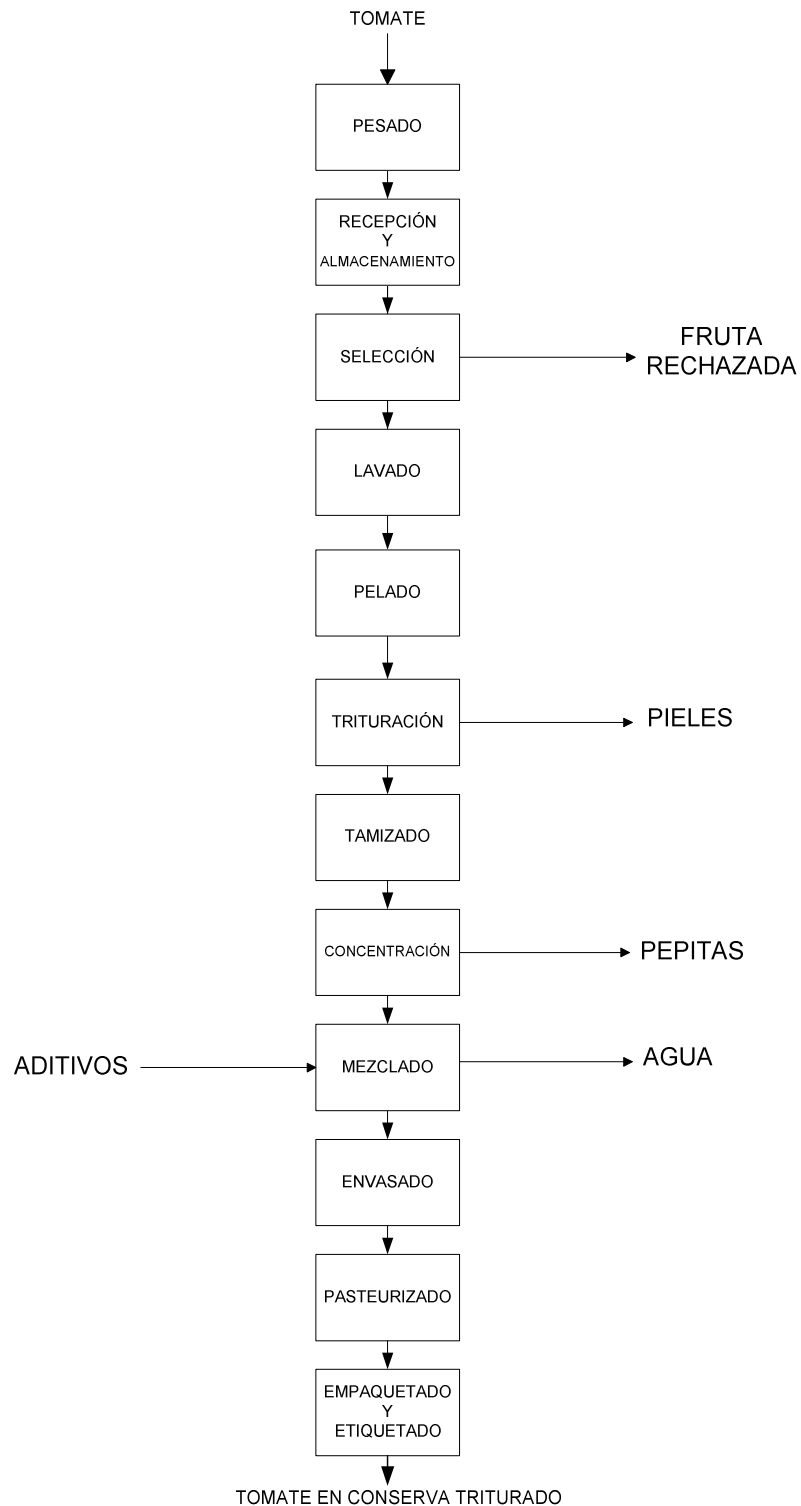 TOMATE
PESADO
RECEPCIÓN
Y
ALMACENAMIENTO
SELECCIÓN
FRUTA
RECHAZADA
LAVADO
PELADO
TRITURACIÓN
PIELES
TAMIZADO
CONCENTRACIÓN
PEPITAS
ADITIVOS
MEZCLADO
AGUA
ENVASADO
PASTEURIZADO
EMPAQUETADO
Y
ETIQUETADO
TOMATE EN CONSERVA TRITURADO